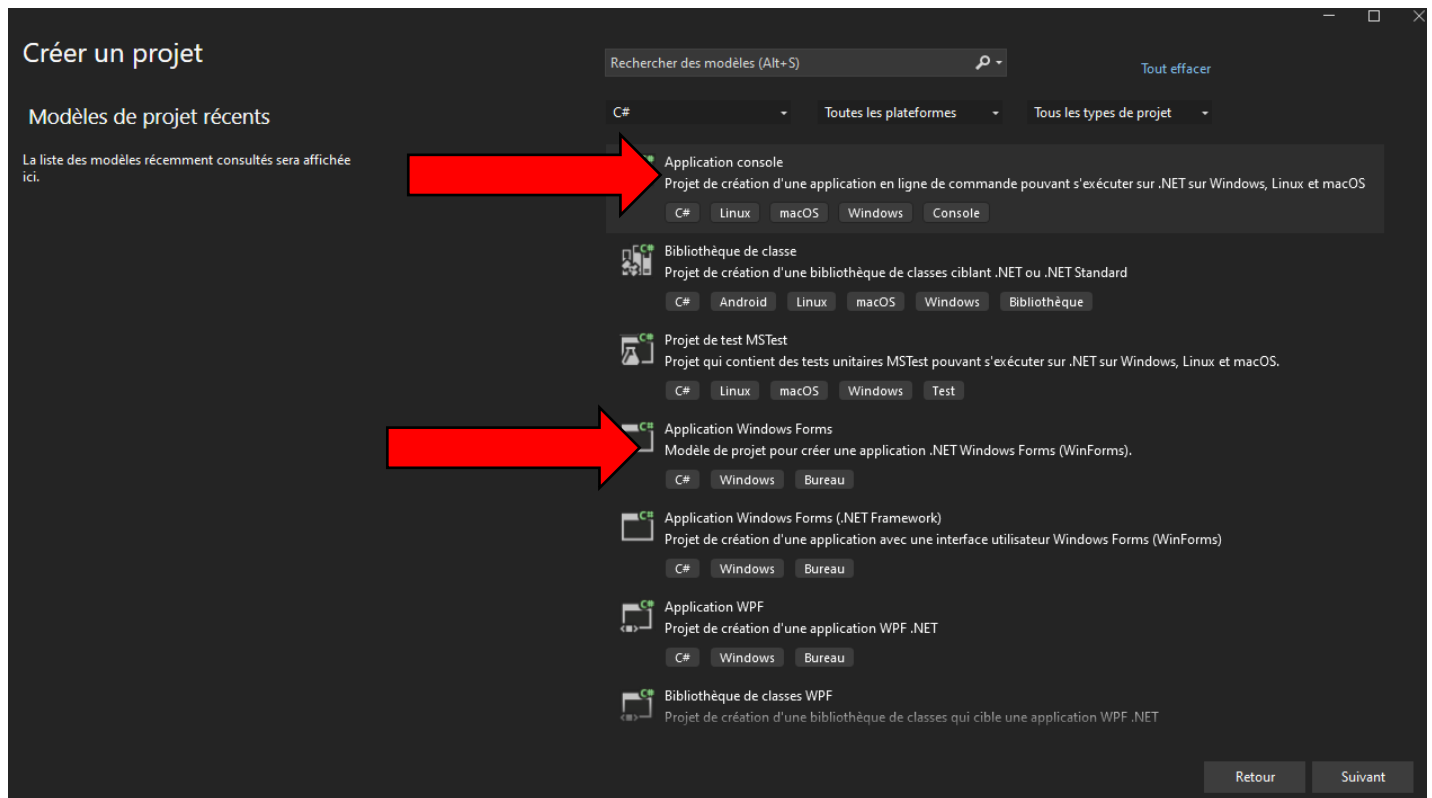 Créer un projet
Modèles de projet récents
La liste des modèles récemment consultés sera affichée
ici.
Rechercher des modèles (Alt+S)
Tout effacer
C# Toutes les plateformes Tous les types de projet
Application console
Projet de création d'une application en ligne de commande pouvant s'exécuter sur .NET sur Windows, Linux et macOS
C# Linux macOS Windows Console
C#
Bibliothèque de classe
Projet de création d'une bibliothèque de classes ciblant .NET ou .NET Standard
C# Android Linux macOS Windows Bibliothèque
C#
Projet de test MSTest
Projet qui contient des tests unitaires MSTest pouvant s'exécuter sur .NET sur Windows, Linux et macOS.
C# Linux macOS Windows Test
C#
Application Windows Forms
Modèle de projet pour créer une application .NET Windows Forms (WinForms).
C# Windows Bureau
C#
Application Windows Forms (.NET Framework)
Projet de création d'une application avec une interface utilisateur Windows Forms (WinForms)
C# Windows Bureau
C#
Application WPF
Projet de création d'une application WPF .NET
C# Windows Bureau
C#
Bibliothèque de classes WPF
Projet de création d'une bibliothèque de classes qui cible une application WPF .NET
Retour Suivant